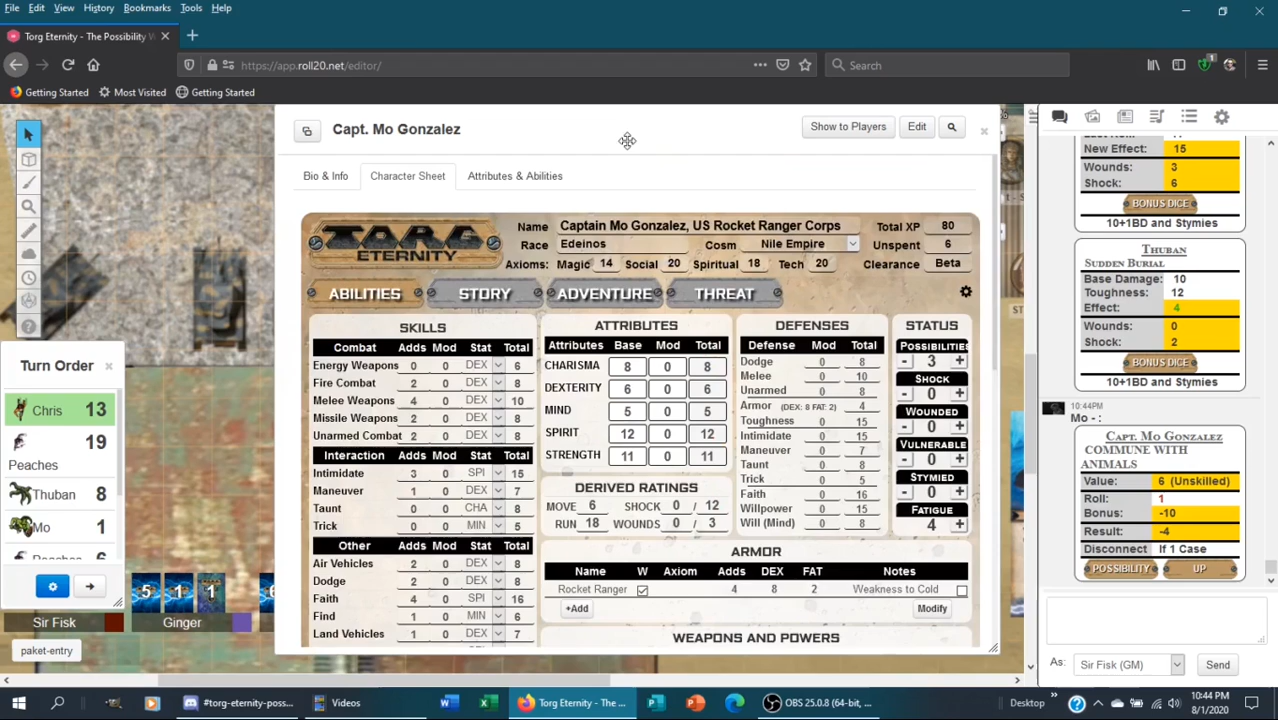 File Edit View History Bookmarks Tools Help
Torg Eternity - The Possibility W
https://app.roll20.net/editor/
Search
Getting Started Most Visited Getting Started
Capt. Mo Gonzalez
Show to Players Edit
Bio & Info Character Sheet Attributes & Abilities
TORG ETERNITY
Name Captain Mo Gonzalez, US Rocket Ranger Corps Total XP 80
Race Edeinos Cosm Nile Empire Unspent 6
Axioms: Magic 14 Social 20 Spiritual 18 Tech 20 Clearance Beta
ABILITIES STORY ADVENTURE THREAT
SKILLS
Combat Adds Mod Stat Total
Energy Weapons 0 0 DEX 6
Fire Combat 2 0 DEX 8
Melee Weapons 4 0 DEX 10
Missile Weapons 2 0 DEX 8
Unarmed Combat 2 0 DEX 8
Interaction Adds Mod Stat Total
Intimidate 3 0 SPI 15
Maneuver 1 0 DEX 7
Taunt 0 0 CHA 8
Trick 0 0 MIN 5
Other Adds Mod Stat Total
Air Vehicles 2 0 DEX 8
Dodge 2 0 DEX 8
Faith 4 0 SPI 16
Find 1 0 MIN 6
Land Vehicles 1 0 DEX 7
ATTRIBUTES
Attributes Base Mod Total
CHARISMA 8 0 8
DEXTERITY 6 0 6
MIND 5 0 5
SPIRIT 12 0 12
STRENGTH 11 0 11
DERIVED RATINGS
MOVE 6 SHOCK 0 / 12
RUN 18 WOUNDS 0 / 3
DEFENSES
Defense Mod Total
Dodge 0 8
Melee 0 10
Unarmed 0 8
Armor (DEX: 8 FAT: 2) 4
Toughness 0 15
Intimidate 0 15
Maneuver 0 7
Taunt 0 8
Trick 0 5
Faith 0 16
Willpower 0 15
Will (Mind) 0 8
STATUS
POSSIBILITIES
- 3 +
SHOCK
- 0 +
WOUNDED
- 0 +
VULNERABLE
- 0 +
STYMIED
- 0 +
FATIGUE
4 +
ARMOR
Name W Axiom Adds DEX FAT Notes
Rocket Ranger 4 8 2 Weakness to Cold
+Add Modify
WEAPONS AND POWERS
Turn Order
Chris 13
19
Peaches
Thuban 8
Mo 1
Peaches 6
5 1 1
Sir Fisk Ginger
paket-entry
New Effect: 15
Wounds: 3
Shock: 6
BONUS DICE
10+1BD and Stymies
THUBAN
SUDDEN BURIAL
Base Damage: 10
Toughness: 12
Effect: 4
Wounds: 0
Shock: 2
BONUS DICE
10+1BD and Stymies
10:44PM
Mo - :
CAPT. MO GONZALEZ
COMMUNE WITH
ANIMALS
Value: 6 (Unskilled)
Roll: 1
Bonus: -10
Result: -4
Disconnect If 1 Case
POSSIBILITY UP
As: Sir Fisk (GM) Send
#torg-eternity-poss... Videos Torg Eternity - The ... OBS 25.0.8 (64-bit, ... Desktop
10:44 PM
8/1/2020